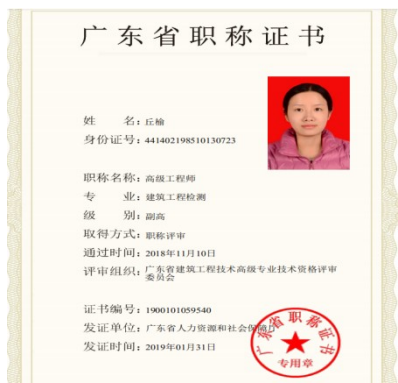 广东省职称证书
姓 名：丘榆
身份证号：441402198510130723
职称名称：高级工程师
专 业：建筑工程检测
级 别：副高
取得方式：职称评审
通过时间：2018年11月10日
评审组织：广东省建筑工程技术高级专业技术资格评审
委员会
证书编号：1900101059540
发证单位：广东省人力资源和社会保障厅
发证时间：2019年01月31日
广东省职称证书
专用章